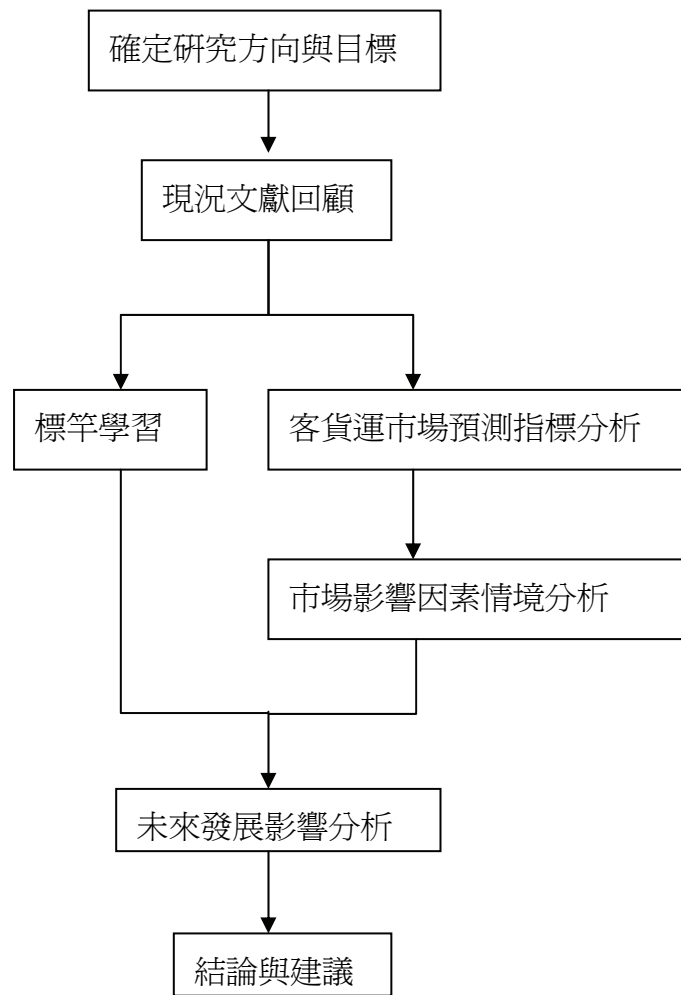 確定研究方向與目標
現況文獻回顧
標竿學習
客貨運市場預測指標分析
市場影響因素情境分析
未來發展影響分析
結論與建議